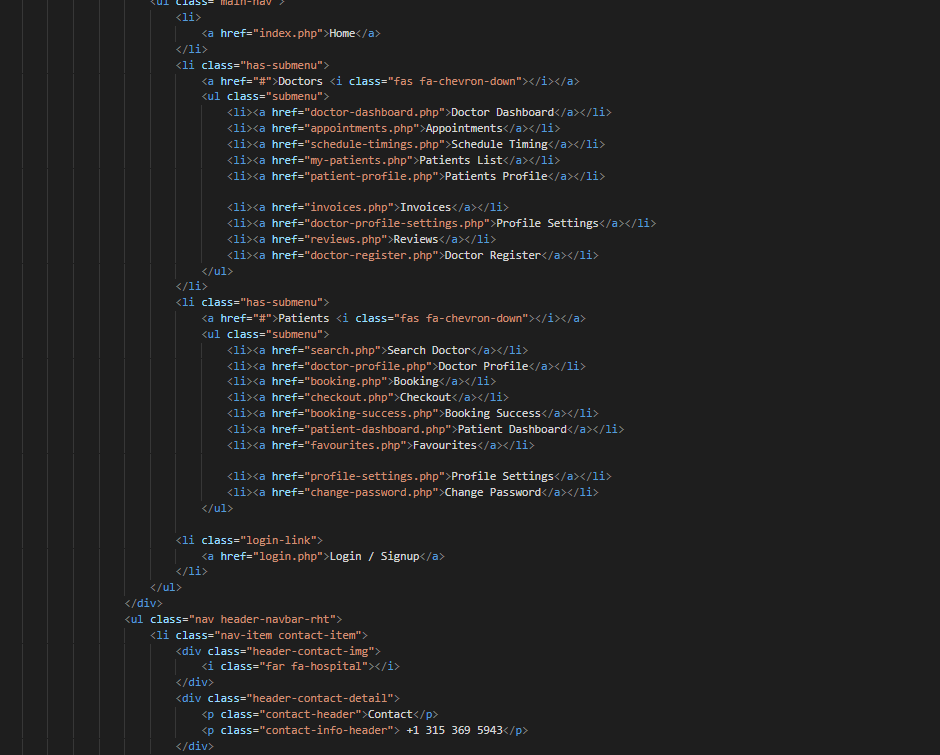 <ul class="main-nav">
<li>
<a href="index.php">Home</a>
</li>
<li class="has-submenu">
<a href="#">Doctors <i class="fas fa-chevron-down"></i></a>
<ul class="submenu">
<li><a href="doctor-dashboard.php">Doctor Dashboard</a></li>
<li><a href="appointments.php">Appointments</a></li>
<li><a href="schedule-timings.php">Schedule Timing</a></li>
<li><a href="my-patients.php">Patients List</a></li>
<li><a href="patient-profile.php">Patients Profile</a></li>
<li><a href="invoices.php">Invoices</a></li>
<li><a href="doctor-profile-settings.php">Profile Settings</a></li>
<li><a href="reviews.php">Reviews</a></li>
<li><a href="doctor-register.php">Doctor Register</a></li>
</ul>
</li>
<li class="has-submenu">
<a href="#">Patients <i class="fas fa-chevron-down"></i></a>
<ul class="submenu">
<li><a href="search.php">Search Doctor</a></li>
<li><a href="doctor-profile.php">Doctor Profile</a></li>
<li><a href="booking.php">Booking</a></li>
<li><a href="checkout.php">Checkout</a></li>
<li><a href="booking-success.php">Booking Success</a></li>
<li><a href="patient-dashboard.php">Patient Dashboard</a></li>
<li><a href="favourites.php">Favourites</a></li>
<li><a href="profile-settings.php">Profile Settings</a></li>
<li><a href="change-password.php">Change Password</a></li>
</ul>
<li class="login-link">
<a href="login.php">Login / Signup</a>
</li>
</ul>
</div>
<ul class="nav header-navbar-rht">
<li class="nav-item contact-item">
<div class="header-contact-img">
<i class="far fa-hospital"></i>
</div>
<div class="header-contact-detail">
<p class="contact-header">Contact</p>
<p class="contact-info-header"> +1 315 369 5943</p>
</div>